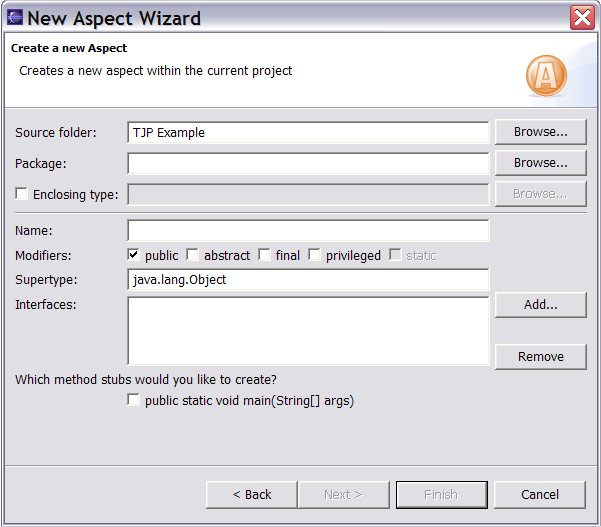 New Aspect Wizard
Create a new Aspect
Creates a new aspect within the current project
A
Source folder: TJP Example Browse...
Package: Browse...
Enclosing type: Browse...
Name:
Modifiers: public abstract final privileged static
Supertype: java.lang.Object
Interfaces: Add...
Remove
Which method stubs would you like to create?
public static void main(String[] args)
< Back Next > Finish Cancel